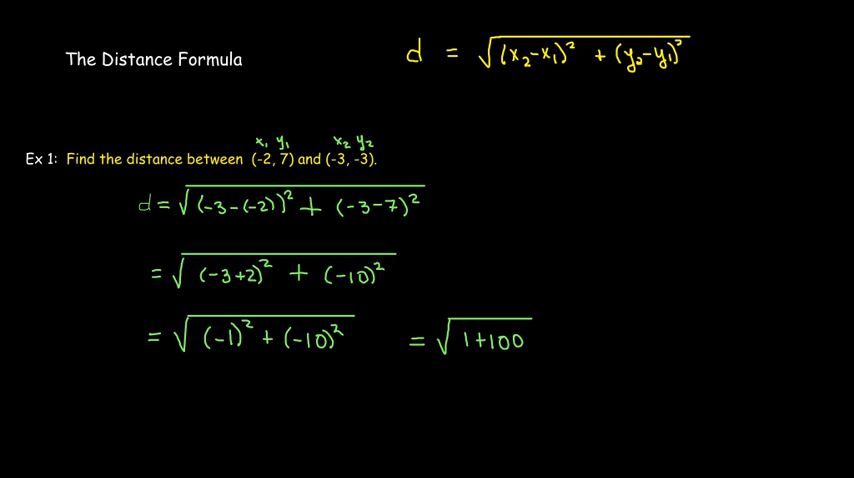 d = √((x₂-x₁)² + (y₂-y₁)²)
The Distance Formula
x₁ y₁ x₂ y₂
Ex 1: Find the distance between (-2, 7) and (-3, -3).
d = √((-3-(-2))² + (-3-7)²)
= √((-3+2)² + (-10)²)
= √((-1)² + (-10)²) = √(1+100)